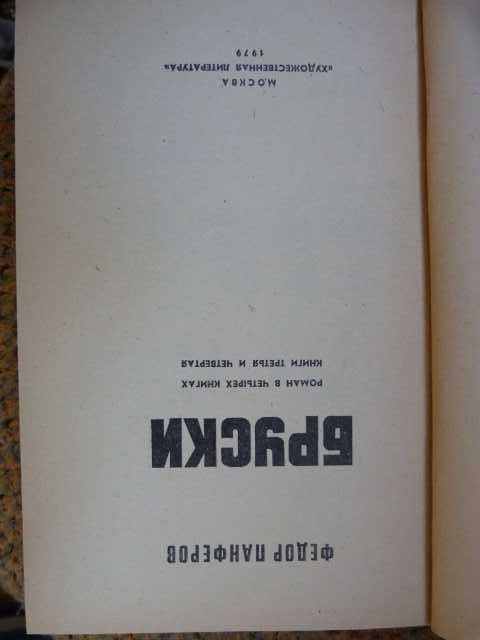 ФЕДОР ПАНФЕРОВ
БРУСКИ
РОМАН В ЧЕТЫРЕХ КНИГАХ
КНИГИ ТРЕТЬЯ И ЧЕТВЕРТАЯ
МОСКВА
«ХУДОЖЕСТВЕННАЯ ЛИТЕРАТУРА»
1979